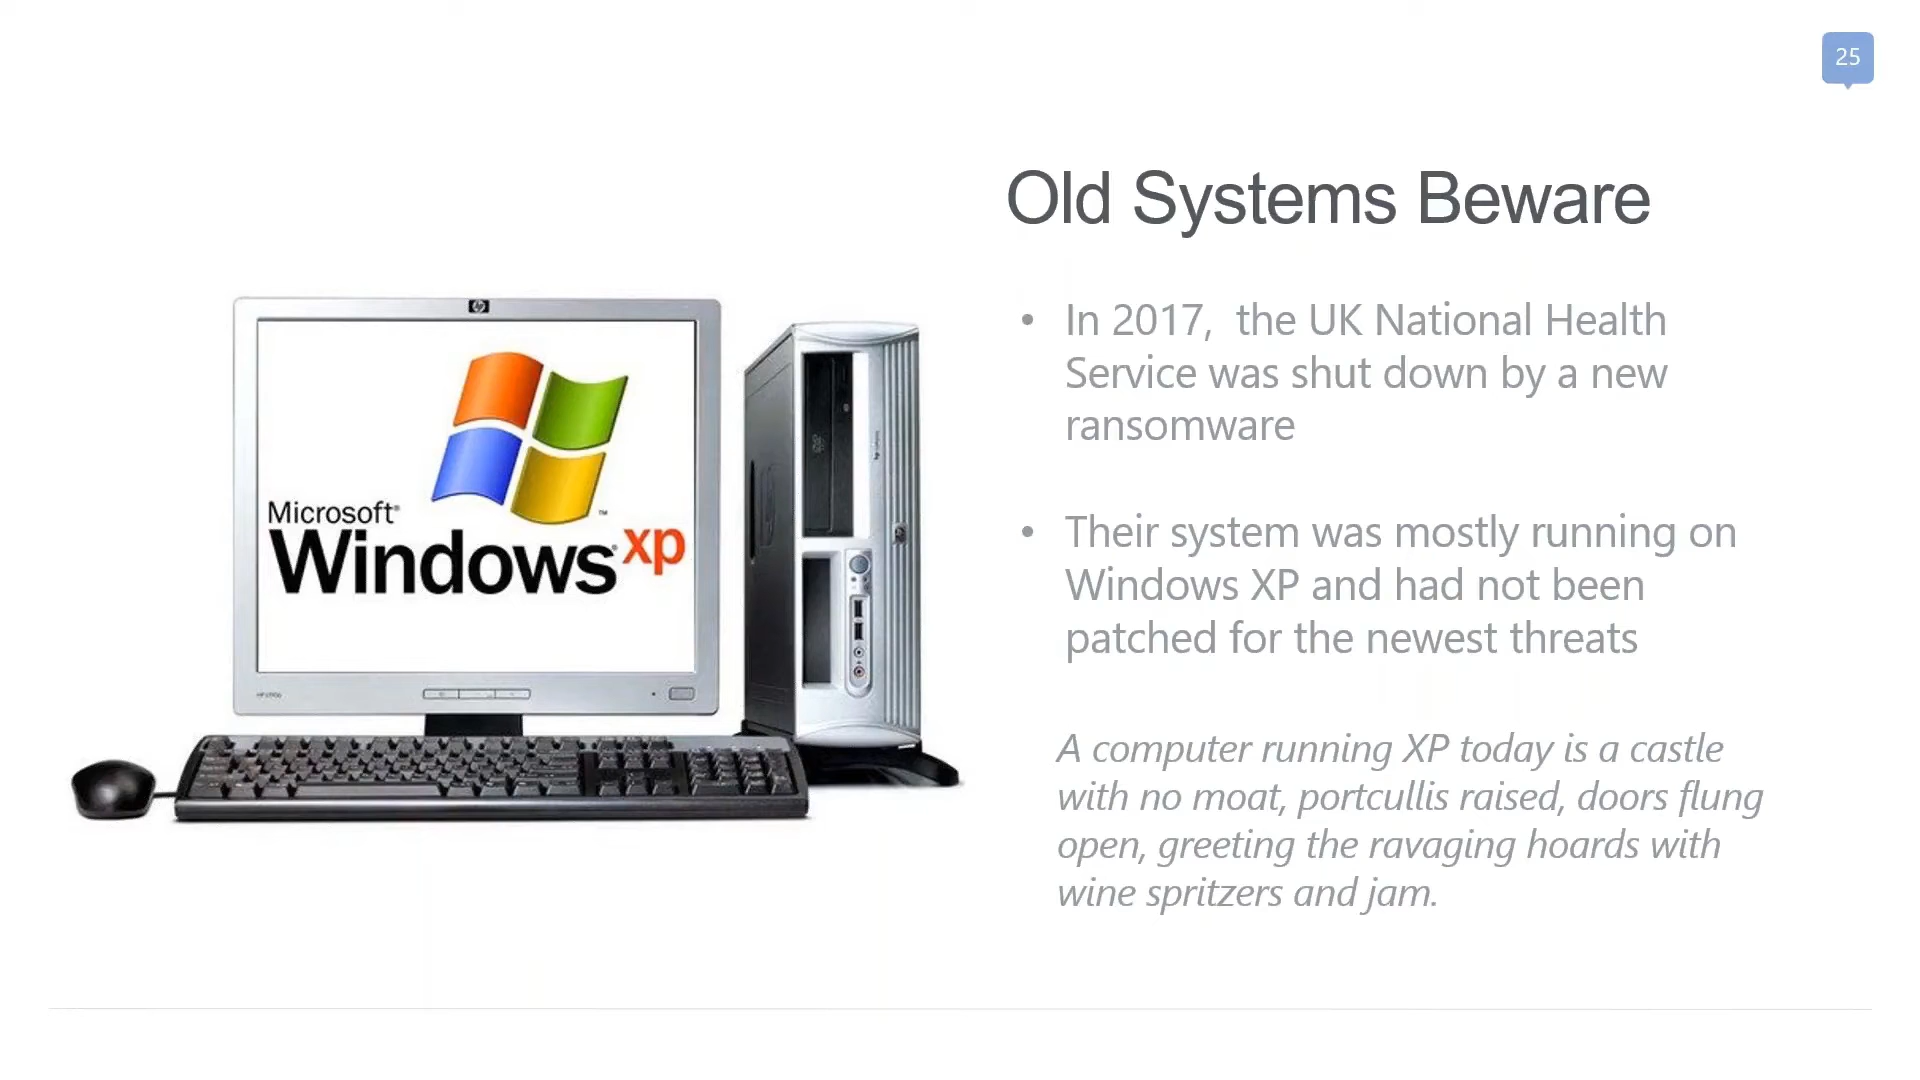 25
Old Systems Beware
• In 2017,  the UK National Health
Service was shut down by a new
ransomware
• Their system was mostly running on
Windows XP and had not been
patched for the newest threats
A computer running XP today is a castle
with no moat, portcullis raised, doors flung
open, greeting the ravaging hoards with
wine spritzers and jam.
hp
Microsoft®
Windows® xp
™